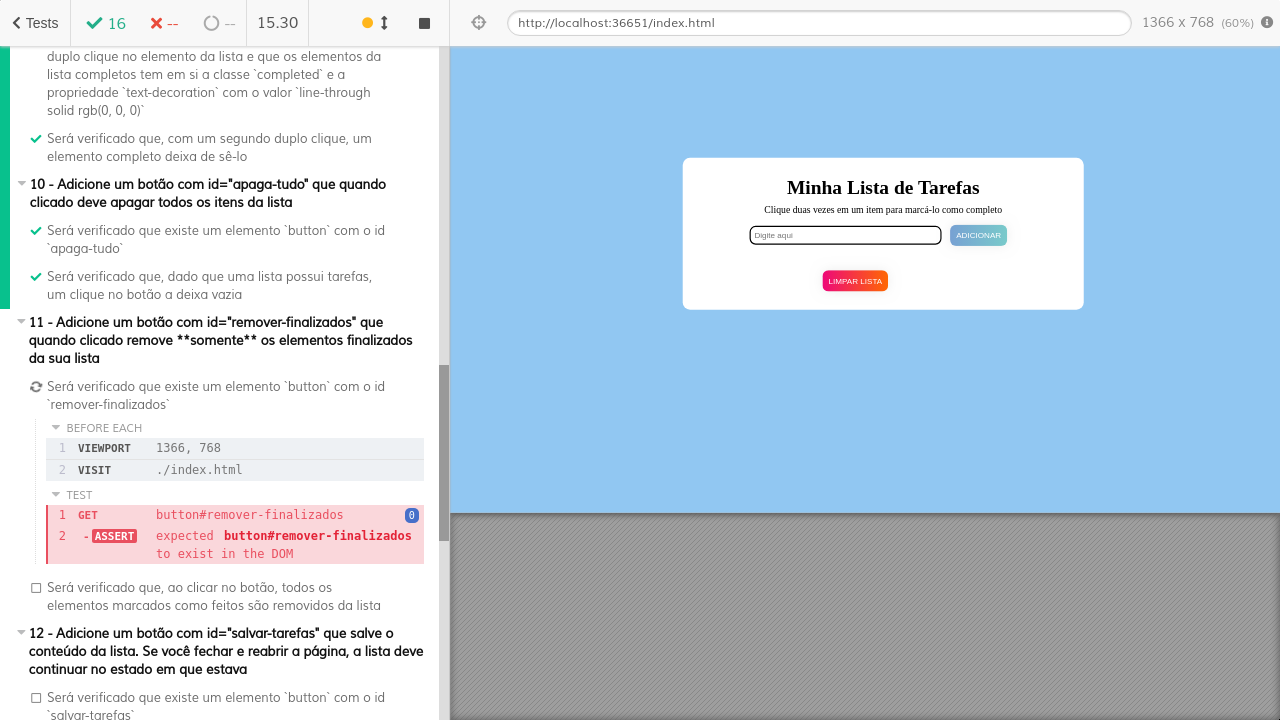 Tests 16 -- -- 15.30
http://localhost:36651/index.html 1366 x 768 (60%)
duplo clique no elemento da lista e que os elementos da
lista completos tem em si a classe `completed` e a
propriedade `text-decoration` com o valor `line-through
solid rgb(0, 0, 0)`
Será verificado que, com um segundo duplo clique, um
elemento completo deixa de sê-lo
10 - Adicione um botão com id="apaga-tudo" que quando
clicado deve apagar todos os itens da lista
Será verificado que existe um elemento `button` com o id
`apaga-tudo`
Será verificado que, dado que uma lista possui tarefas,
um clique no botão a deixa vazia
11 - Adicione um botão com id="remover-finalizados" que
quando clicado remove **somente** os elementos finalizados
da sua lista
Será verificado que existe um elemento `button` com o id
`remover-finalizados`
BEFORE EACH
1 VIEWPORT 1366, 768
2 VISIT ./index.html
TEST
1 GET button#remover-finalizados 0
2 -ASSERT expected button#remover-finalizados
to exist in the DOM
Será verificado que, ao clicar no botão, todos os
elementos marcados como feitos são removidos da lista
12 - Adicione um botão com id="salvar-tarefas" que salve o
conteúdo da lista. Se você fechar e reabrir a página, a lista deve
continuar no estado em que estava
Será verificado que existe um elemento `button` com o id
`salvar-tarefas`
Minha Lista de Tarefas
Clique duas vezes em um item para marcá-lo como completo
Digite aqui
ADICIONAR
LIMPAR LISTA